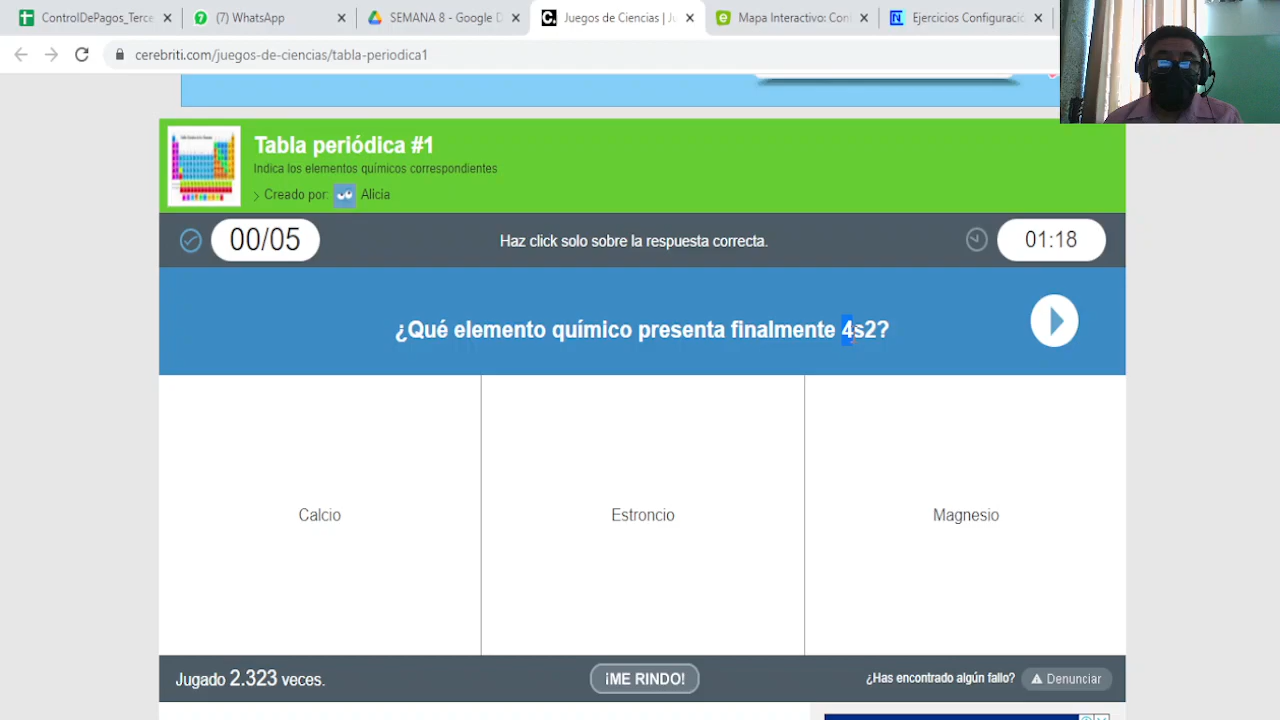 ControlDePagos_Terce
(7) WhatsApp
SEMANA 8 - Google D
Juegos de Ciencias | Ju
Mapa Interactivo: Conf
Ejercicios Configuració
cerebriti.com/juegos-de-ciencias/tabla-periodica1
Tabla periódica #1
Indica los elementos químicos correspondientes
> Creado por: Alicia
00/05
Haz click solo sobre la respuesta correcta.
01:18
¿Qué elemento químico presenta finalmente 4s2?
Calcio
Estroncio
Magnesio
Jugado 2.323 veces.
¡ME RINDO!
¿Has encontrado algún fallo?
Denunciar